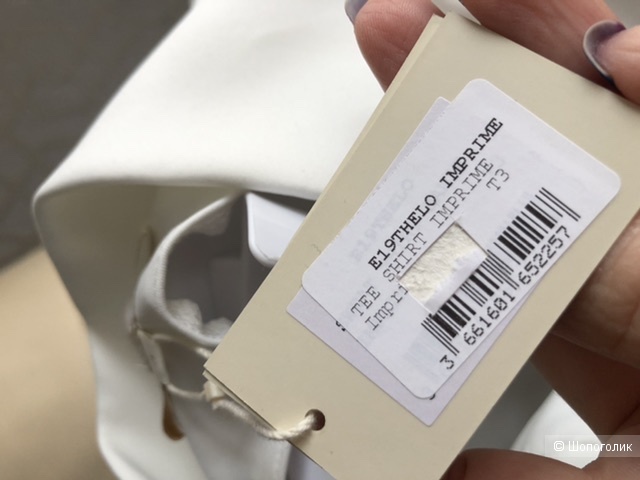 E19THELO IMPRIME
TEE SHIRT IMPRIME T3
Impri
3 661601 652257
© Шопоголик